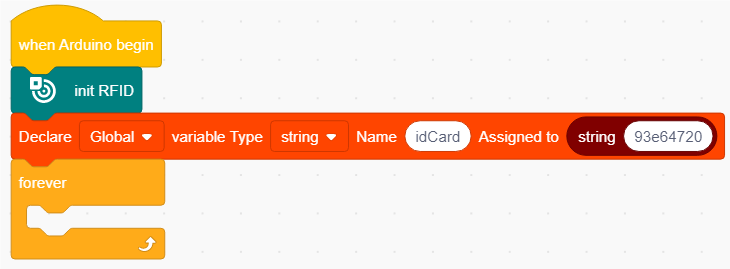 when Arduino begin
init RFID
Declare Global variable Type string Name idCard Assigned to string 93e64720
forever